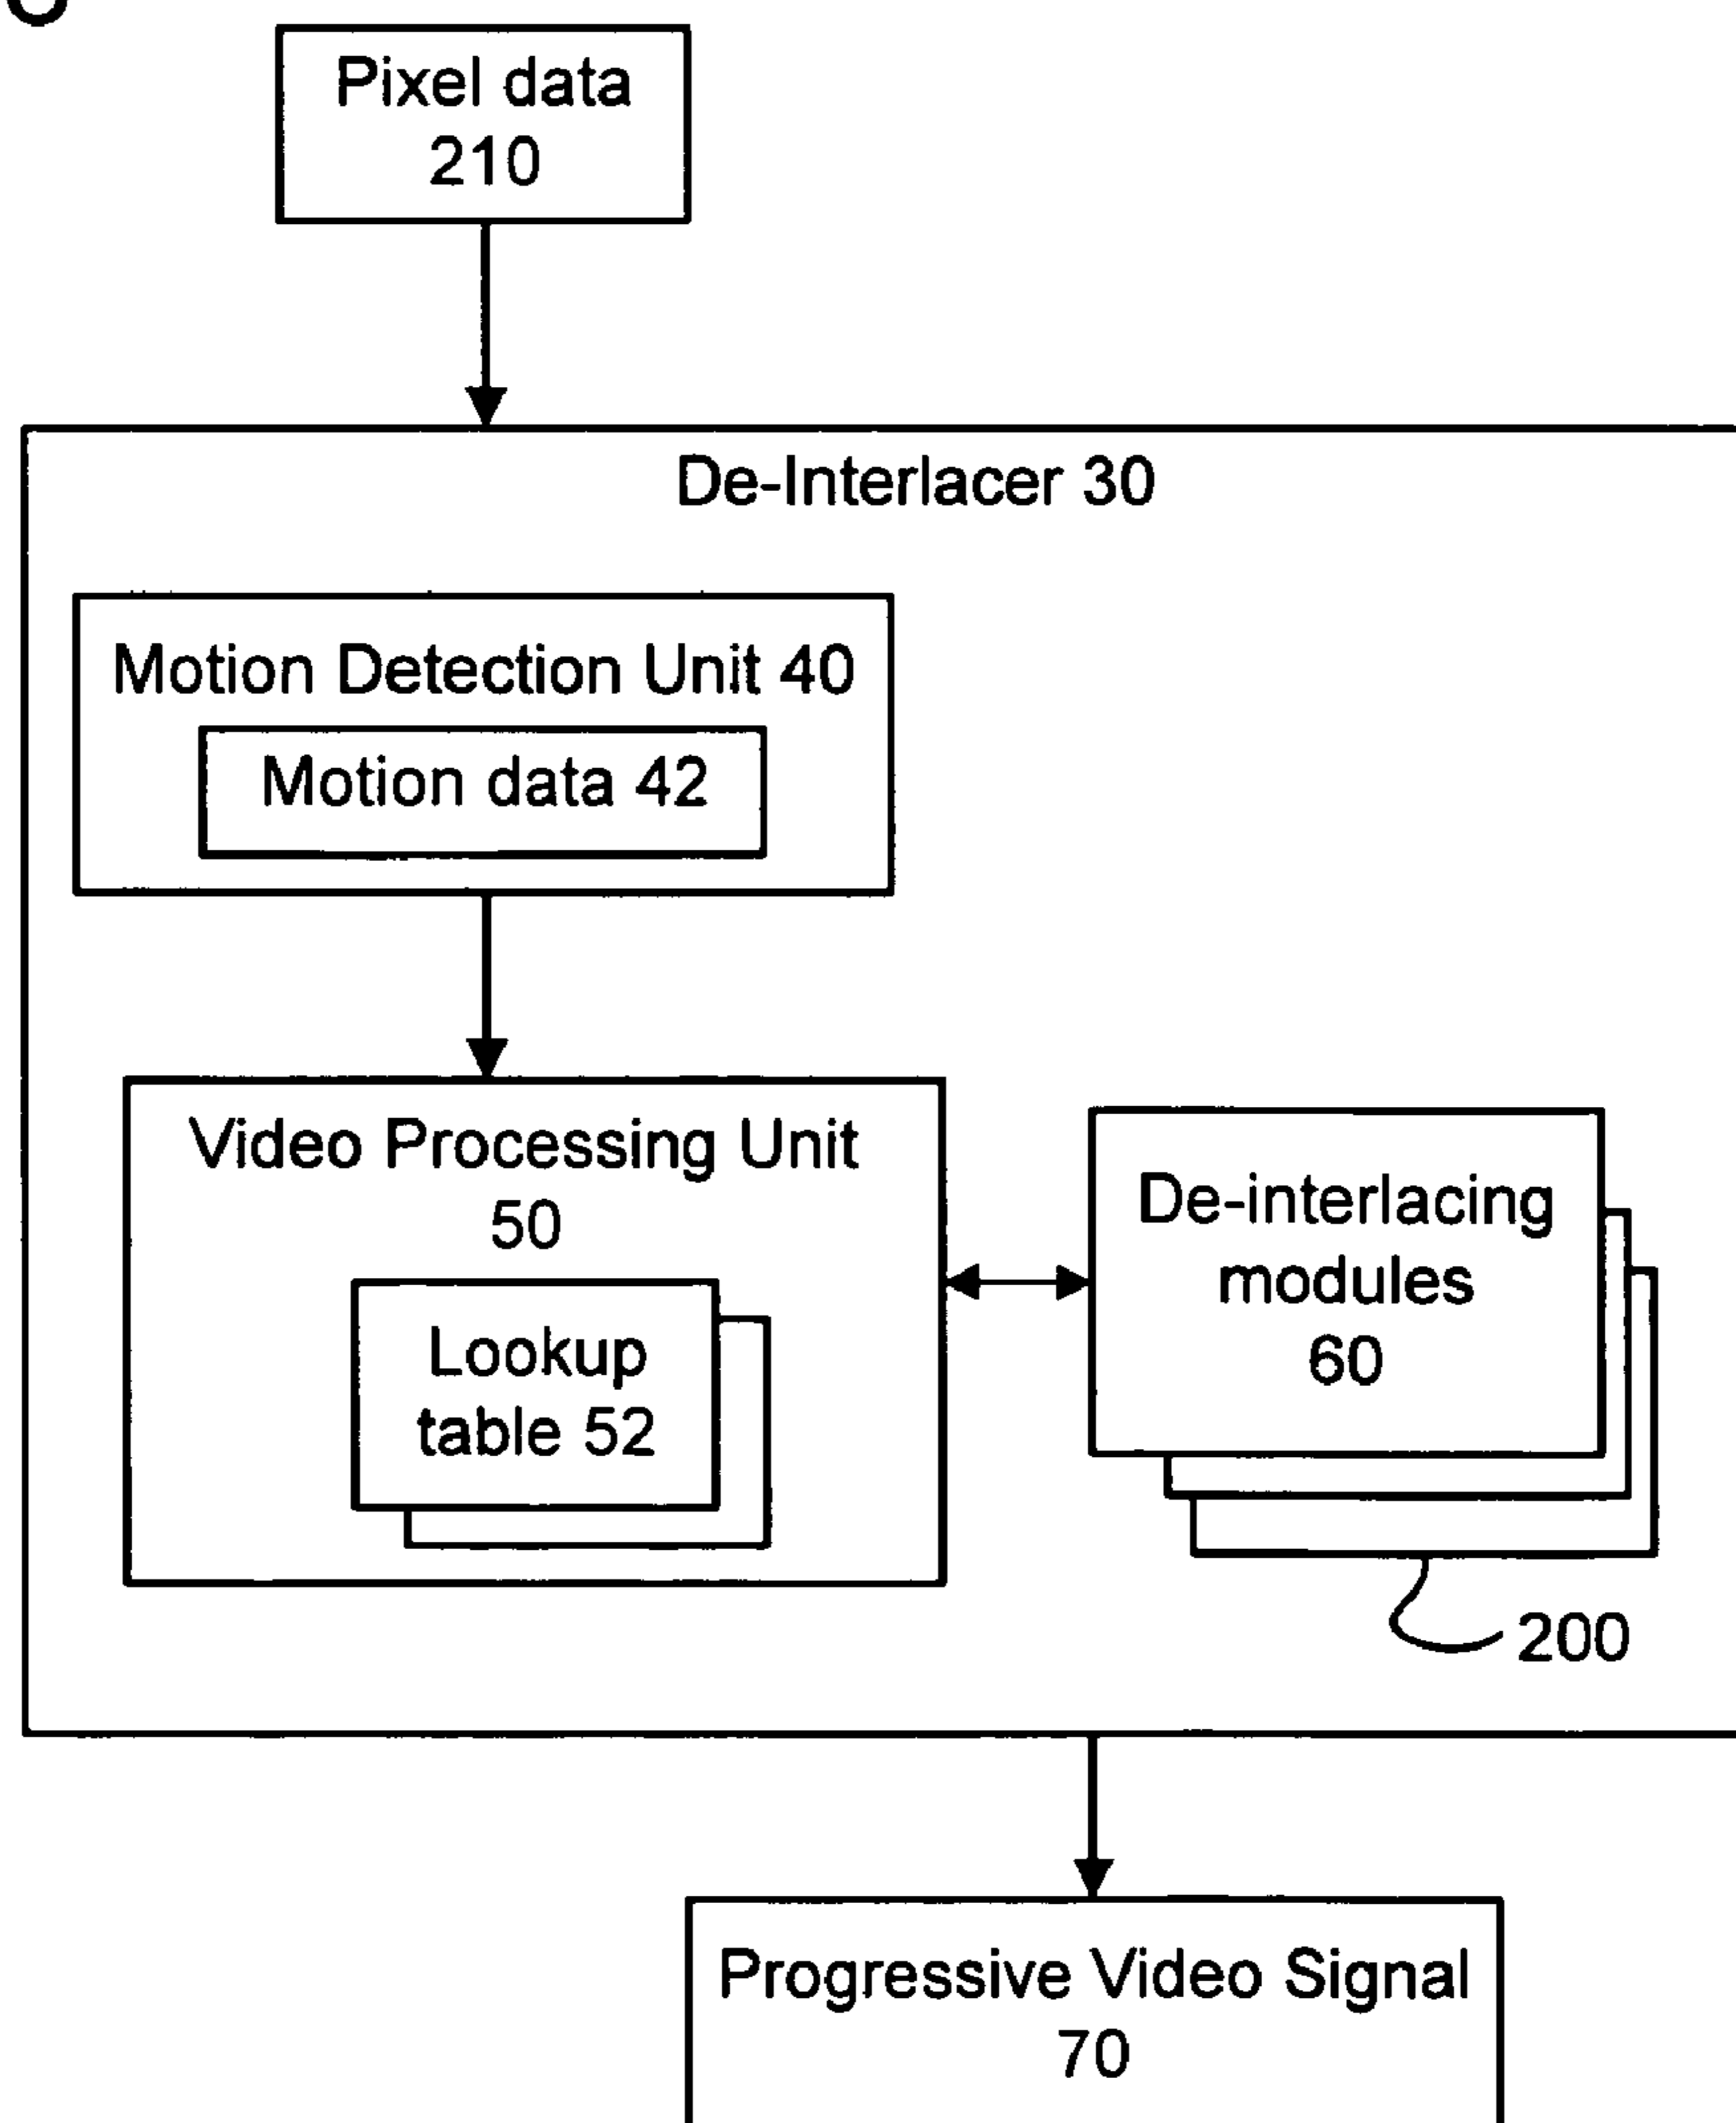 Pixel data
210
De-Interlacer 30
Motion Detection Unit 40
Motion data 42
Video Processing Unit
50
Lookup
table 52
De-interlacing
modules
60
200
Progressive Video Signal
70